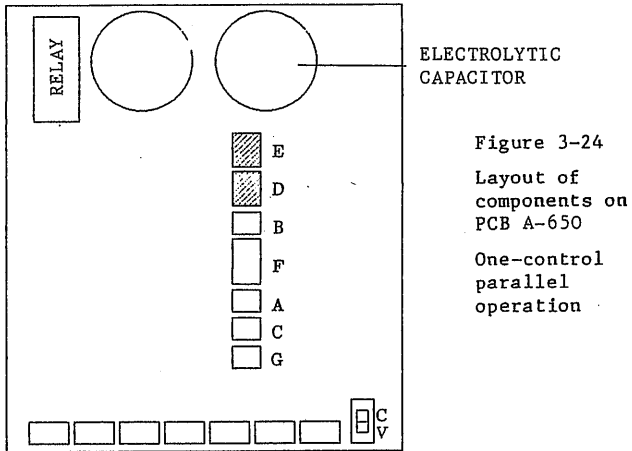 RELAY
ELECTROLYTIC
CAPACITOR
E
D
B
F
A
C
G
C
V
Figure 3-24
Layout of
components on
PCB A-650
One-control
parallel
operation